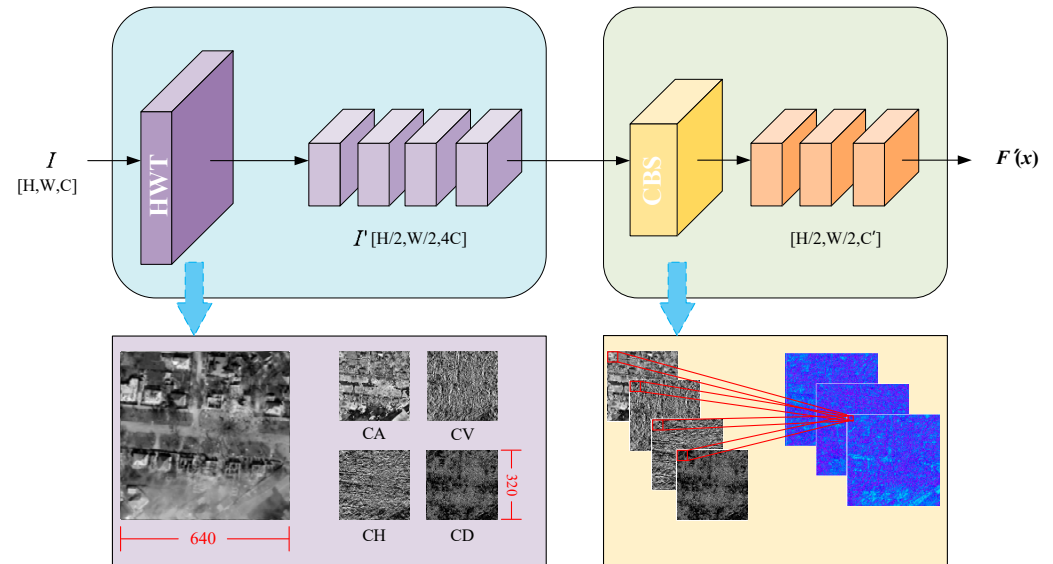 I
[H,W,C]
HWT
I' [H/2,W/2,4C]
CBS
[H/2,W/2,C′]
F′(x)
CA
CV
CH
CD
640
320